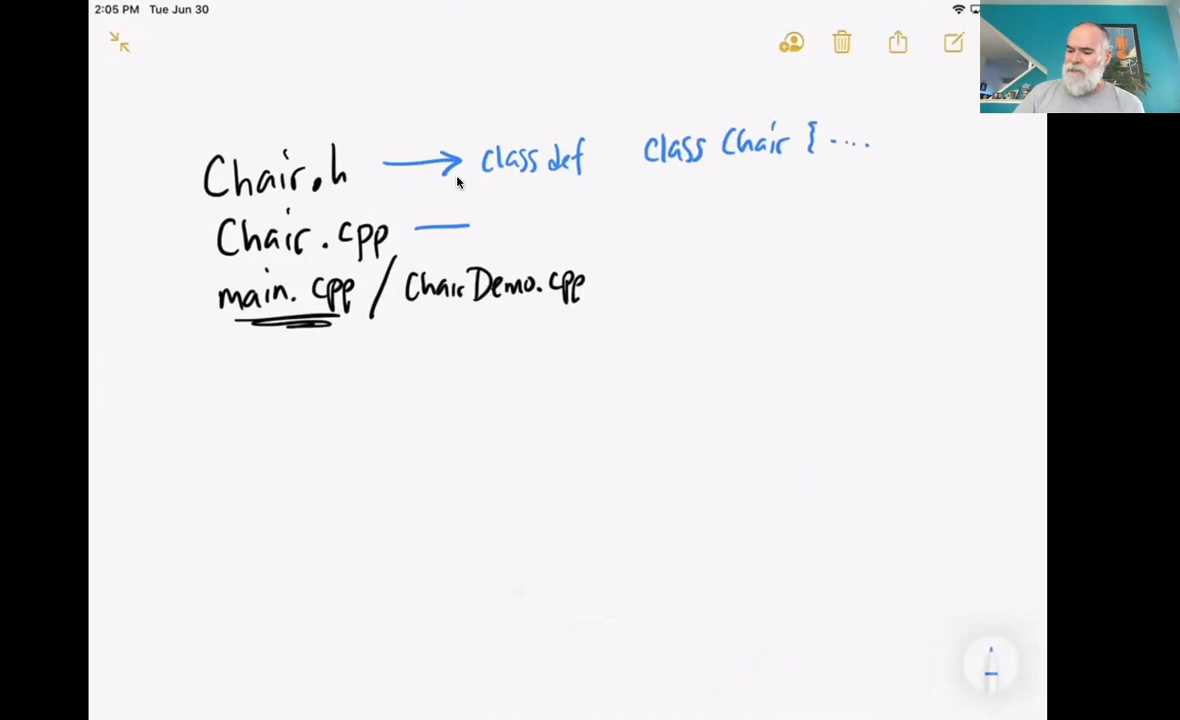 2:05 PM Tue Jun 30
Chair.h → class def class Chair { ....
Chair.cpp —
main.cpp / ChairDemo.cpp